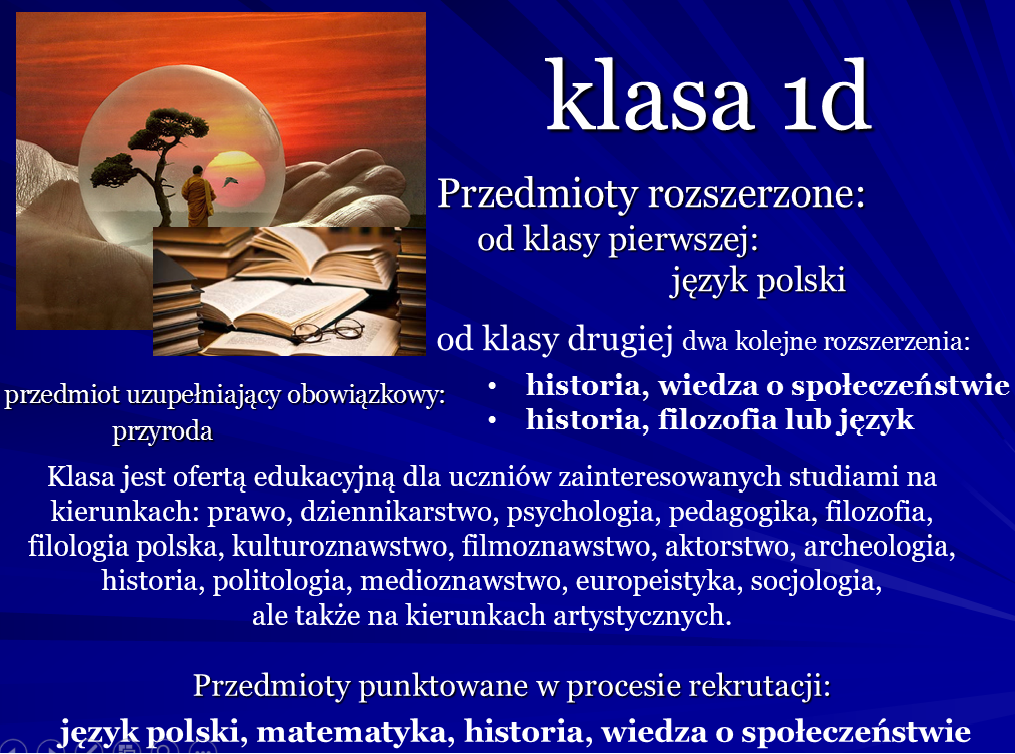 klasa 1d
Przedmioty rozszerzone:
od klasy pierwszej:
język polski
od klasy drugiej dwa kolejne rozszerzenia:
• historia, wiedza o społeczeństwie
• historia, filozofia lub język
przedmiot uzupełniający obowiązkowy:
przyroda
Klasa jest ofertą edukacyjną dla uczniów zainteresowanych studiami na
kierunkach: prawo, dziennikarstwo, psychologia, pedagogika, filozofia,
filologia polska, kulturoznawstwo, filmoznawstwo, aktorstwo, archeologia,
historia, politologia, medioznawstwo, europeistyka, socjologia,
ale także na kierunkach artystycznych.
Przedmioty punktowane w procesie rekrutacji:
język polski, matematyka, historia, wiedza o społeczeństwie